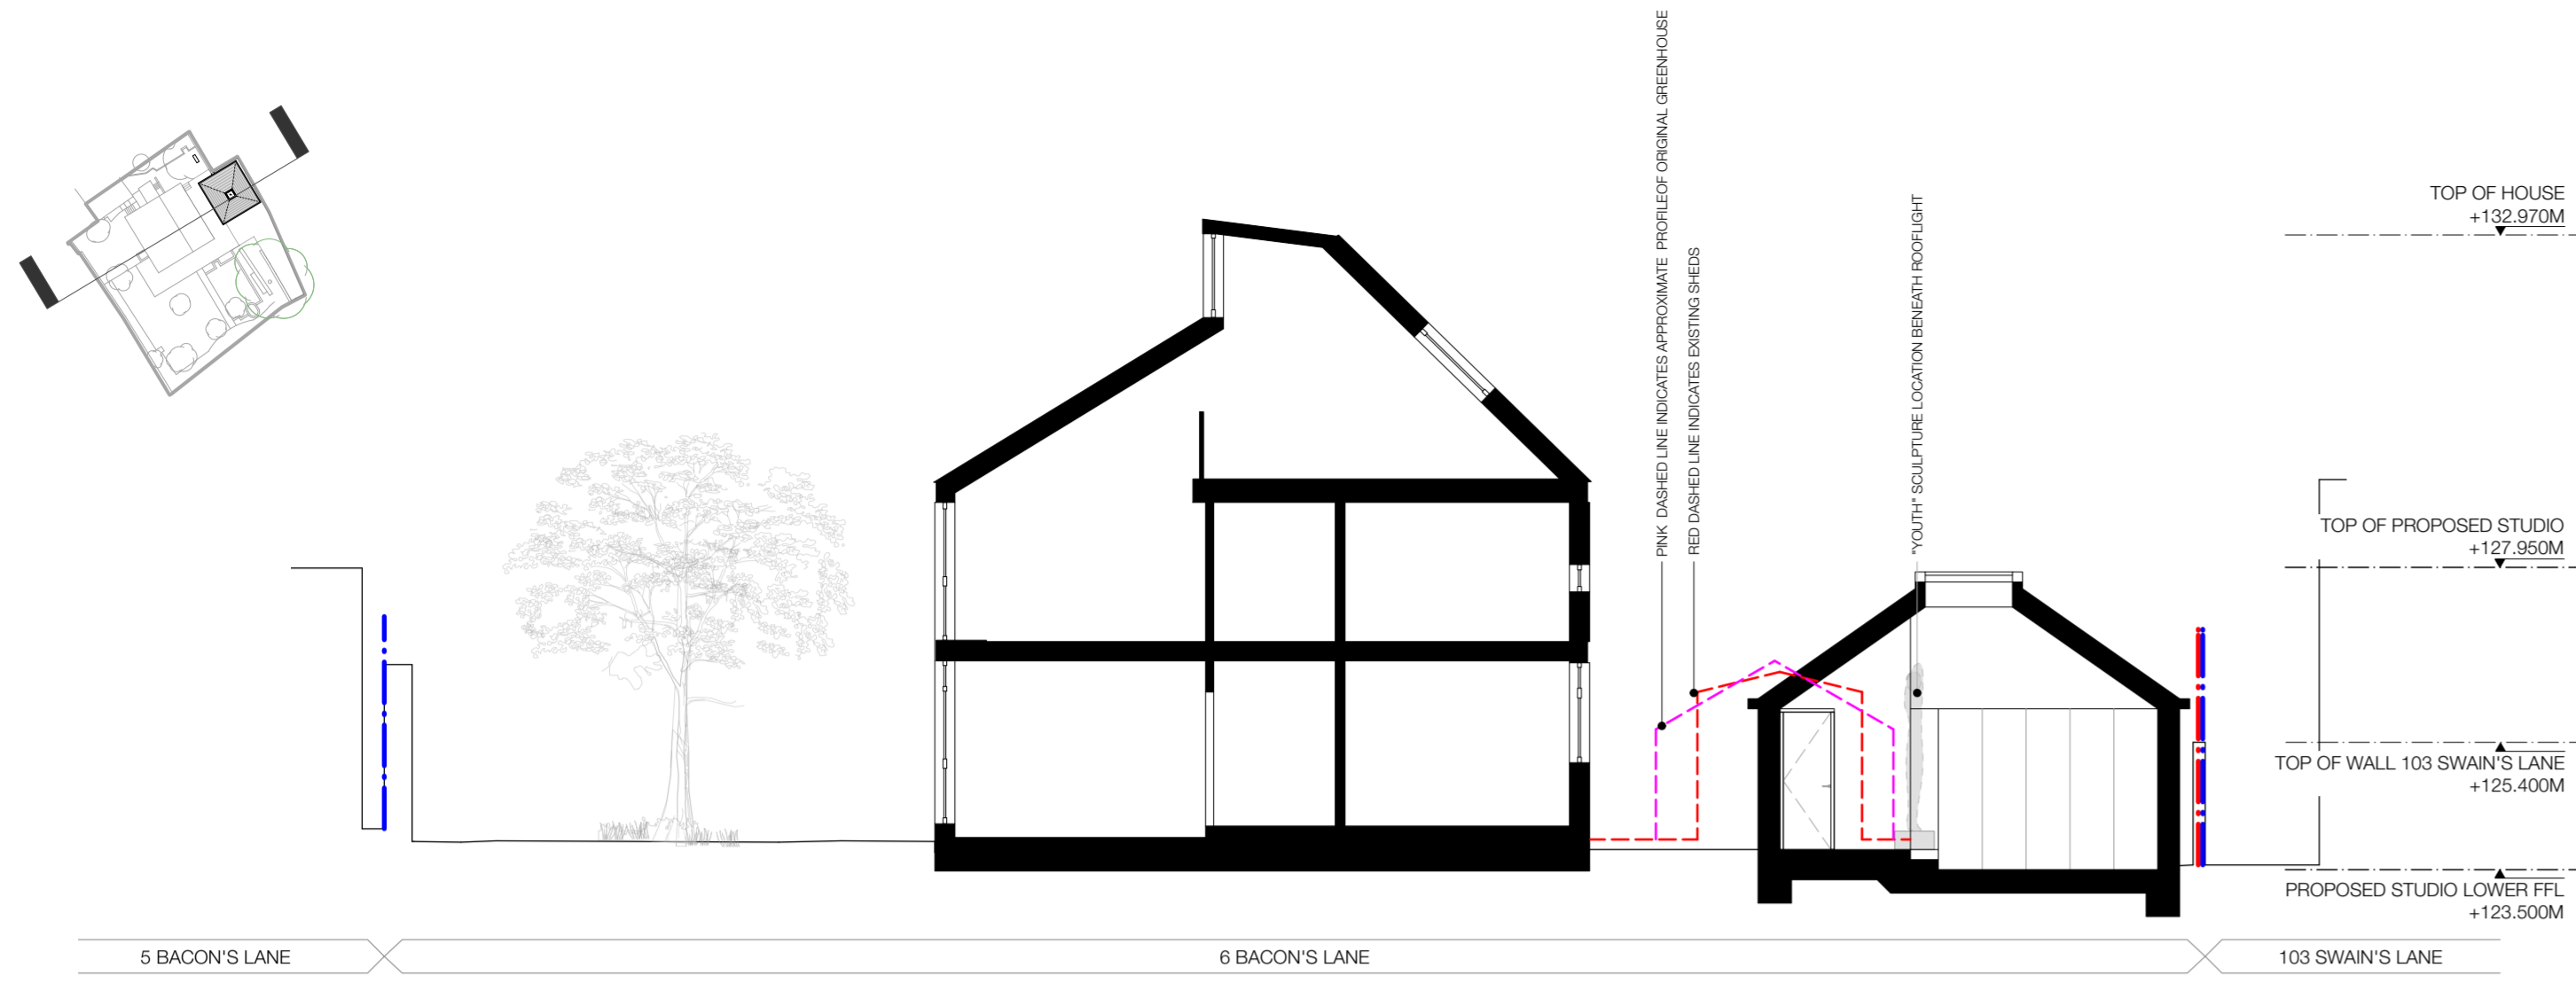 PINK DASHED LINE INDICATES APPROXIMATE PROFILEOF ORIGINAL GREENHOUSE
RED DASHED LINE INDICATES EXISTING SHEDS
"YOUTH" SCULPTURE LOCATION BENEATH ROOFLIGHT
TOP OF HOUSE
+132.970M
TOP OF PROPOSED STUDIO
+127.950M
TOP OF WALL 103 SWAIN'S LANE
+125.400M
PROPOSED STUDIO LOWER FFL
+123.500M
5 BACON'S LANE
6 BACON'S LANE
103 SWAIN'S LANE